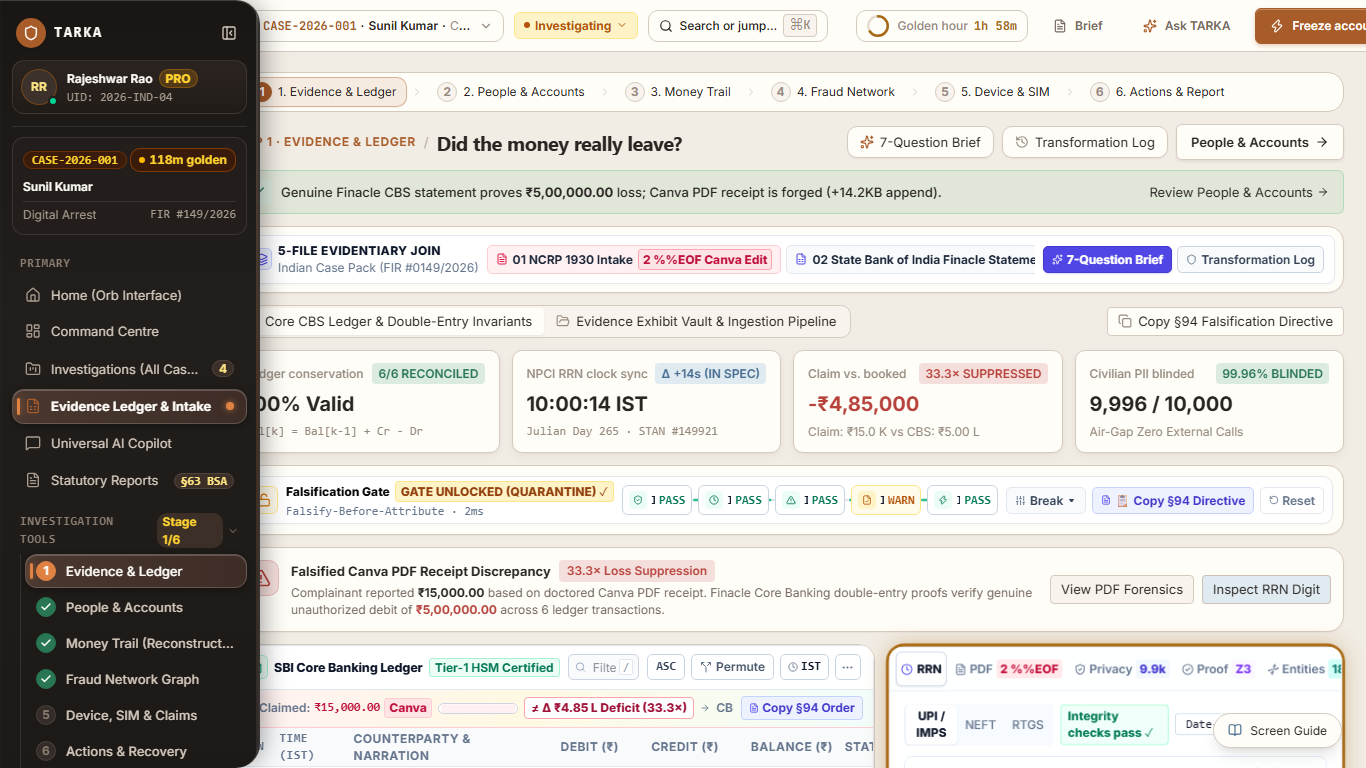 TARKA
RR
Rajeshwar Rao PRO
UID: 2026-IND-04
CASE-2026-001 118m golden
Sunil Kumar
Digital Arrest FIR #149/2026
PRIMARY
Home (Orb Interface)
Command Centre
Investigations (All Cas... 4
Evidence Ledger & Intake
Universal AI Copilot
Statutory Reports §63 BSA
INVESTIGATION TOOLS Stage 1/6
1 Evidence & Ledger
People & Accounts
Money Trail (Reconstruct...
Fraud Network Graph
5 Device, SIM & Claims
6 Actions & Recovery
CASE-2026-001 · Sunil Kumar · C...
Investigating
Search or jump... ⌘K
Golden hour 1h 58m
Brief
Ask TARKA
Freeze accou
1 1. Evidence & Ledger
2 2. People & Accounts
3 3. Money Trail
4 4. Fraud Network
5 5. Device & SIM
6 6. Actions & Report
P 1 · EVIDENCE & LEDGER / Did the money really leave?
7-Question Brief
Transformation Log
People & Accounts →
Genuine Finacle CBS statement proves ₹5,00,000.00 loss; Canva PDF receipt is forged (+14.2KB append).
Review People & Accounts →
5-FILE EVIDENTIARY JOIN
Indian Case Pack (FIR #0149/2026)
01 NCRP 1930 Intake 2 %%EOF Canva Edit
02 State Bank of India Finacle Stateme
7-Question Brief
Transformation Log
Core CBS Ledger & Double-Entry Invariants
Evidence Exhibit Vault & Ingestion Pipeline
Copy §94 Falsification Directive
dger conservation 6/6 RECONCILED
00% Valid
l[k] = Bal[k-1] + Cr - Dr
NPCI RRN clock sync Δ +14s (IN SPEC)
10:00:14 IST
Julian Day 265 · STAN #149921
Claim vs. booked 33.3× SUPPRESSED
-₹4,85,000
Claim: ₹15.0 K vs CBS: ₹5.00 L
Civilian PII blinded 99.96% BLINDED
9,996 / 10,000
Air-Gap Zero External Calls
Falsification Gate GATE UNLOCKED (QUARANTINE) ✓
Falsify-Before-Attribute · 2ms
PASS
PASS
PASS
WARN
PASS
Break
Copy §94 Directive
Reset
Falsified Canva PDF Receipt Discrepancy 33.3× Loss Suppression
Complainant reported ₹15,000.00 based on doctored Canva PDF receipt. Finacle Core Banking double-entry proofs verify genuine
unauthorized debit of ₹5,00,000.00 across 6 ledger transactions.
View PDF Forensics
Inspect RRN Digit
SBI Core Banking Ledger Tier-1 HSM Certified
Filte /
ASC
Permute
IST
...
Claimed: ₹15,000.00 Canva
≠ Δ ₹4.85 L Deficit (33.3×)
→ CB
Copy §94 Order
TIME (IST)
COUNTERPARTY & NARRATION
DEBIT (₹)
CREDIT (₹)
BALANCE (₹)
STAT
RRN
PDF 2 %%EOF
Privacy 9.9k
Proof Z3
Entities 18
UPI / IMPS
NEFT
RTGS
Integrity checks pass ✓
Date
Screen Guide